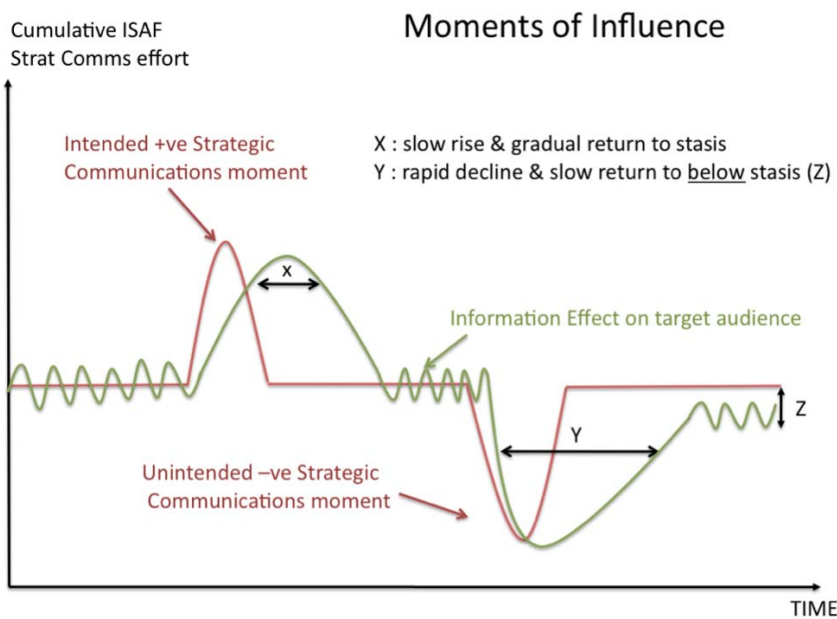 Cumulative ISAF
Strat Comms effort
Moments of Influence
Intended +ve Strategic
Communications moment
X : slow rise & gradual return to stasis
Y : rapid decline & slow return to below stasis (Z)
X
Information Effect on target audience
Z
Y
Unintended –ve Strategic
Communications moment
TIME